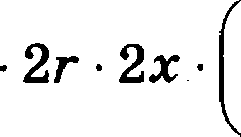 · 2r · 2x · (